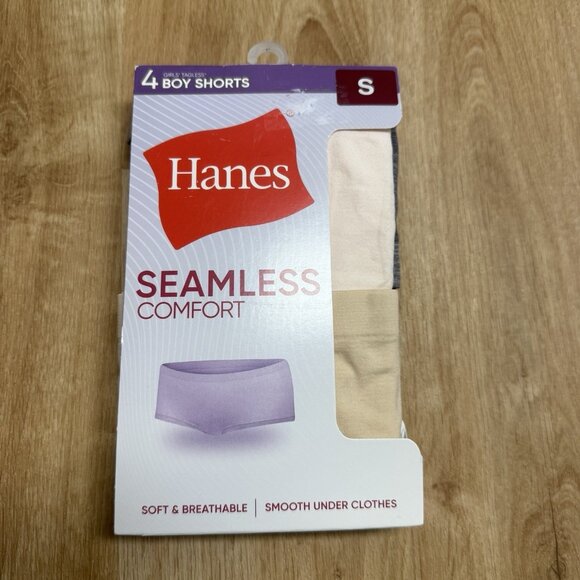 4 GIRLS' TAGLESS®
BOY SHORTS
S
Hanes
SEAMLESS
COMFORT
SOFT & BREATHABLE | SMOOTH UNDER CLOTHES